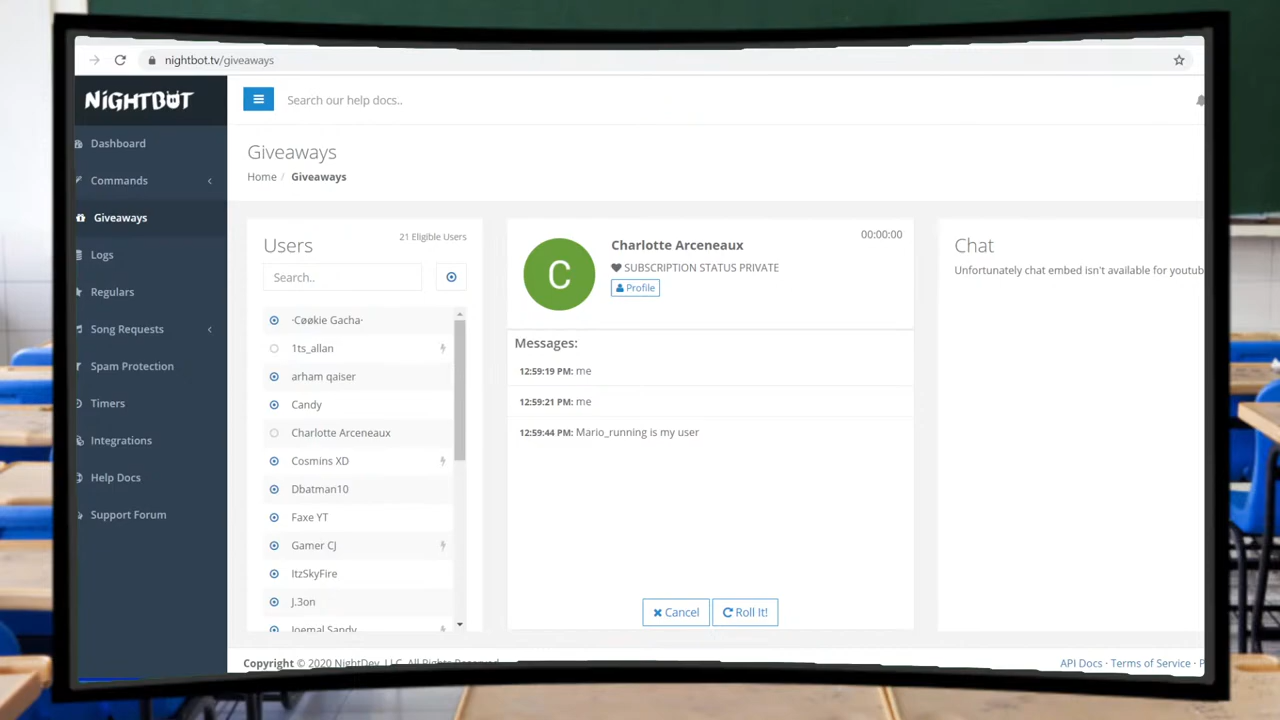 nightbot.tv/giveaways
NIGHTBOT
Search our help docs..
Dashboard
Commands
Giveaways
Logs
Regulars
Song Requests
Spam Protection
Timers
Integrations
Help Docs
Support Forum
Giveaways
Home / Giveaways
Users
21 Eligible Users
Search..
·Cøøkie Gacha·
1ts_allan
arham qaiser
Candy
Charlotte Arceneaux
Cosmins XD
Dbatman10
Faxe YT
Gamer CJ
ItzSkyFire
J.3on
Joemal Sandy
C
Charlotte Arceneaux
00:00:00
SUBSCRIPTION STATUS PRIVATE
Profile
Messages:
12:59:19 PM: me
12:59:21 PM: me
12:59:44 PM: Mario_running is my user
Cancel
Roll It!
Chat
Unfortunately chat embed isn't available for youtub
Copyright © 2020 NightDev, LLC. All Rights Reserved
API Docs · Terms of Service · P